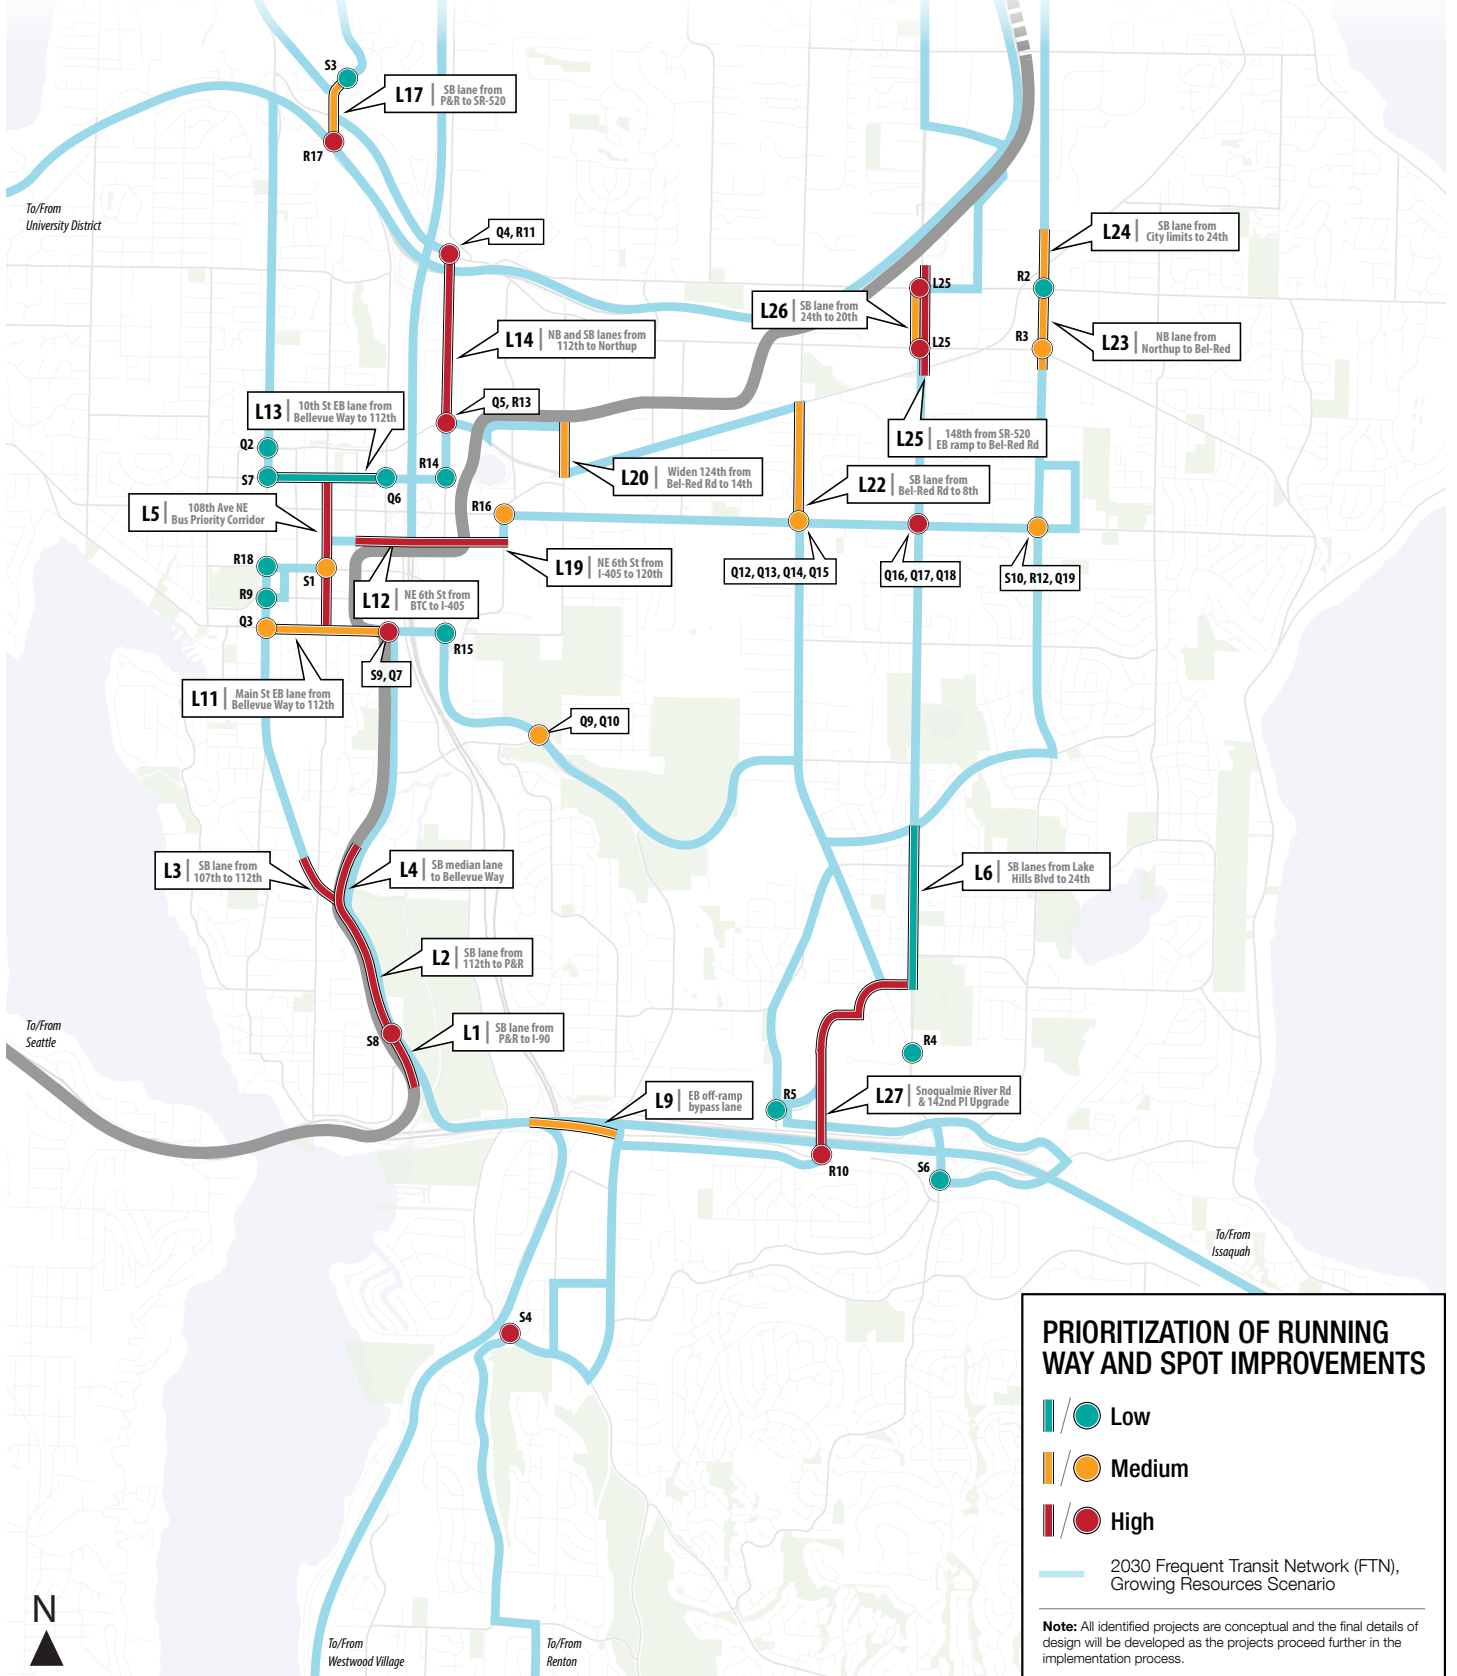 S3
L17
SB lane from
P&R to SR-520
R17
To/From
University District
Q4, R11
L24
SB lane from
City limits to 24th
R2
L25
L26
SB lane from
24th to 20th
L14
NB and SB lanes from
112th to Northup
R3
L23
NB lane from
Northup to Bel-Red
L25
L13
10th St EB lane from
Bellevue Way to 112th
Q5, R13
L25
148th from SR-520
EB ramp to Bel-Red Rd
Q2
R14
S7
Q6
L20
Widen 124th from
Bel-Red Rd to 14th
L22
SB lane from
Bel-Red Rd to 8th
L5
108th Ave NE
Bus Priority Corridor
R16
R18
S1
L19
NE 6th St from
I-405 to 120th
Q12, Q13, Q14, Q15
Q16, Q17, Q18
S10, R12, Q19
R9
L12
NE 6th St from
BTC to I-405
Q3
R15
S9, Q7
L11
Main St EB lane from
Bellevue Way to 112th
Q9, Q10
L3
SB lane from
107th to 112th
L4
SB median lane
to Bellevue Way
L6
SB lanes from Lake
Hills Blvd to 24th
L2
SB lane from
112th to P&R
To/From
Seattle
S8
L1
SB lane from
P&R to I-90
R4
L9
EB off-ramp
bypass lane
R5
L27
Snoqualmie River Rd
& 142nd Pl Upgrade
R10
S6
To/From
Issaquah
S4
PRIORITIZATION OF RUNNING
WAY AND SPOT IMPROVEMENTS
Low
Medium
High
2030 Frequent Transit Network (FTN),
Growing Resources Scenario
Note: All identified projects are conceptual and the final details of
design will be developed as the projects proceed further in the
implementation process.
N
To/From
Westwood Village
To/From
Renton